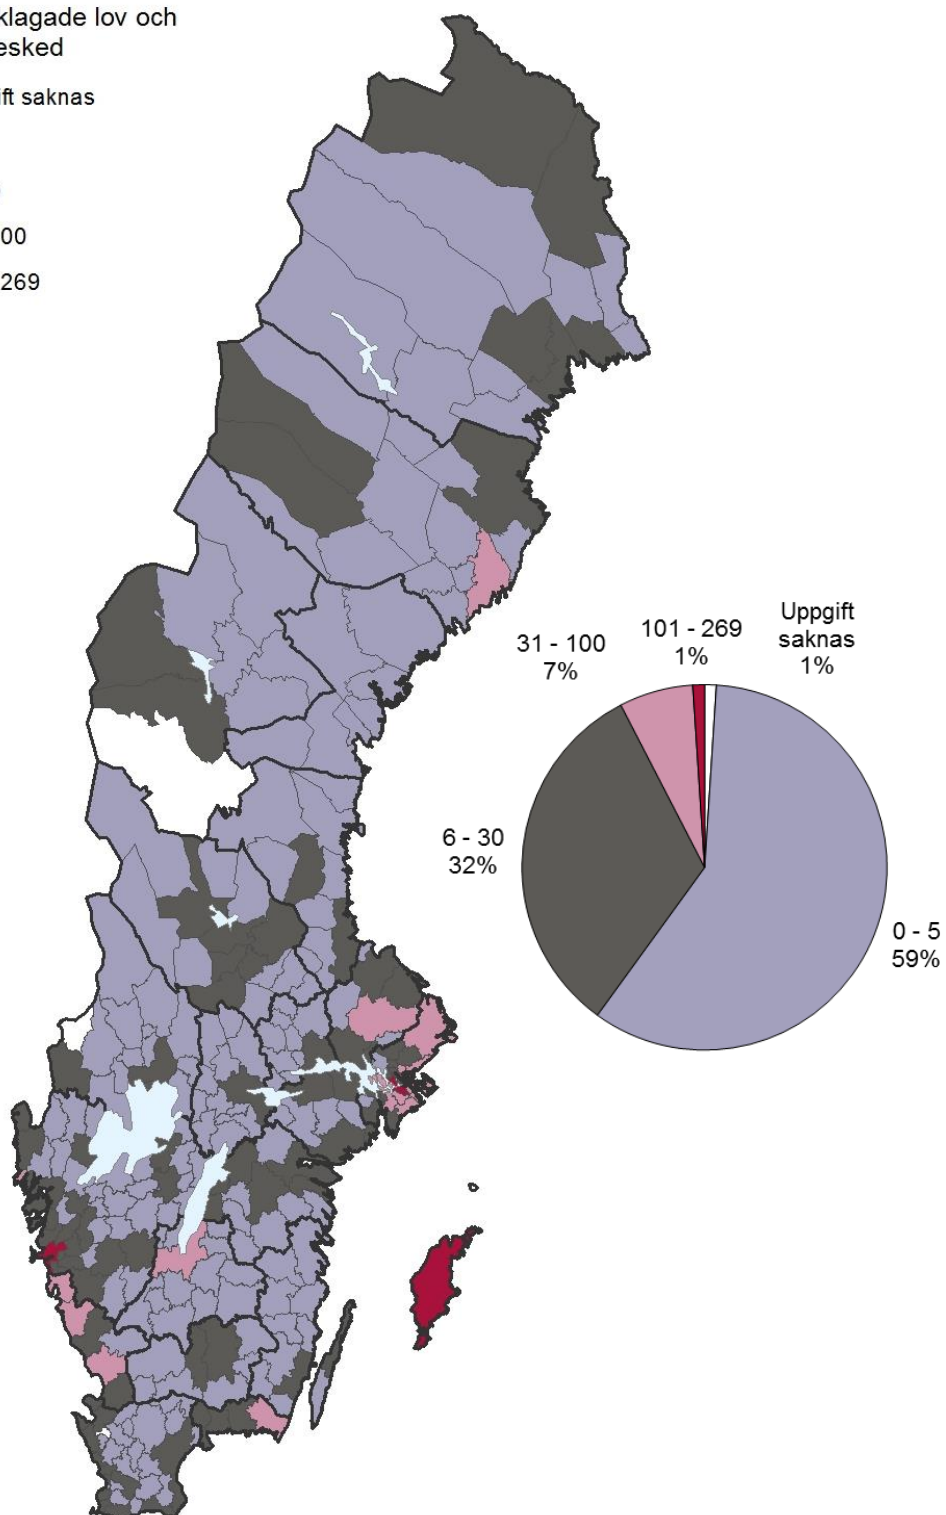 klagade lov och
esked
ft saknas
00
269
31 - 100
7%
101 - 269
1%
Uppgift
saknas
1%
6 - 30
32%
0 - 5
59%